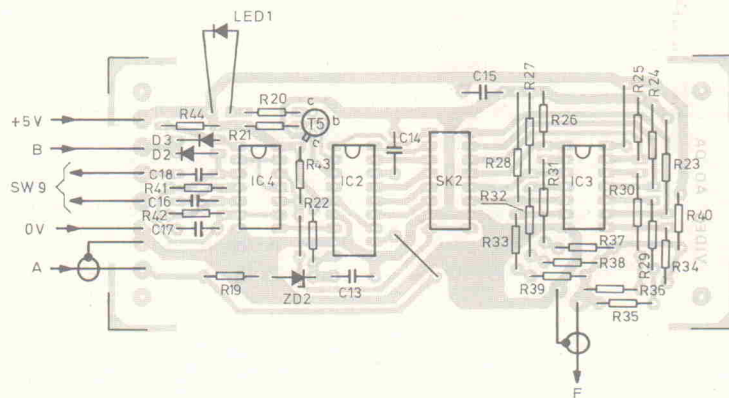 LED1
C15
R27
R25
R24
+5V
R44
R20
c
b
e
T5
C14
R26
B
D3
R21
D2
R43
R28
R23
SW9
C18
R41
C16
R42
C17
IC4
IC2
SK2
R31
R32
IC3
R30
R22
R40
0V
R33
R37
R38
R39
R29
R34
A
R19
ZD2
C13
R36
R35
F
VIDEO ADADA